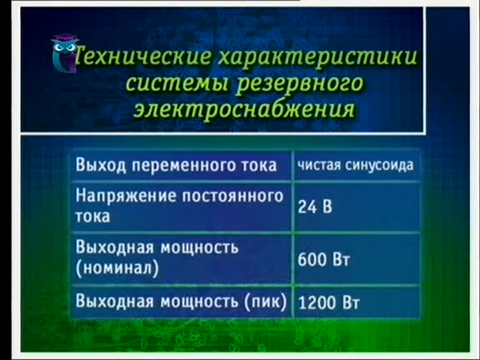 Технические характеристики
системы резервного
электроснабжения
Выход переменного тока
чистая синусоида
Напряжение постоянного
тока
24 В
Выходная мощность
(номинал)
600 Вт
Выходная мощность (пик)
1200 Вт